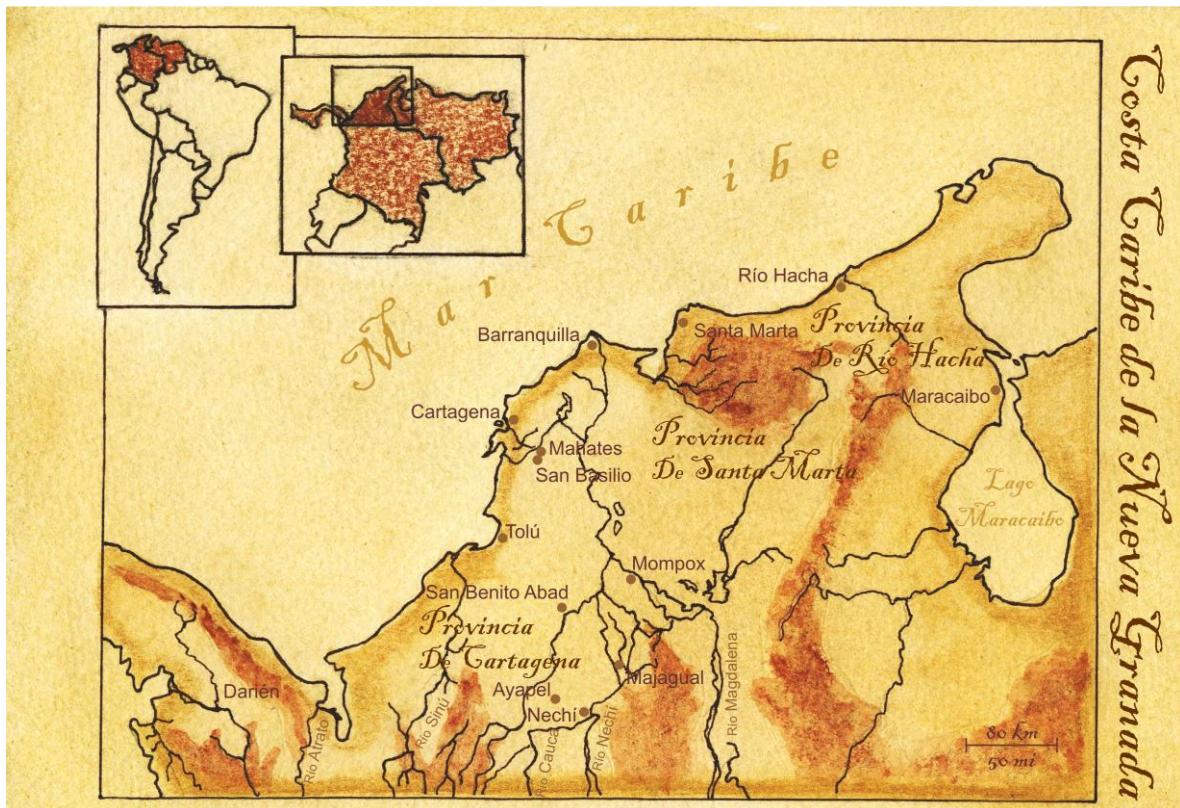 Costa Caribe de la Nueva Granada
Mar Caribe
Río Hacha
Santa Marta
Provincia
De Río Hacha
Barranquilla
Maracaibo
Cartagena
Provincia
De Santa Marta
Mahates
San Basilio
Lago
Maracaibo
Tolú
Mompox
San Benito Abad
Provincia
De Cartagena
Majagual
Darién
Ayapel
Nechí
Río Atrato
Río Sinú
Río Cauca
Río Nechí
Río Magdalena
80 km
50 mi